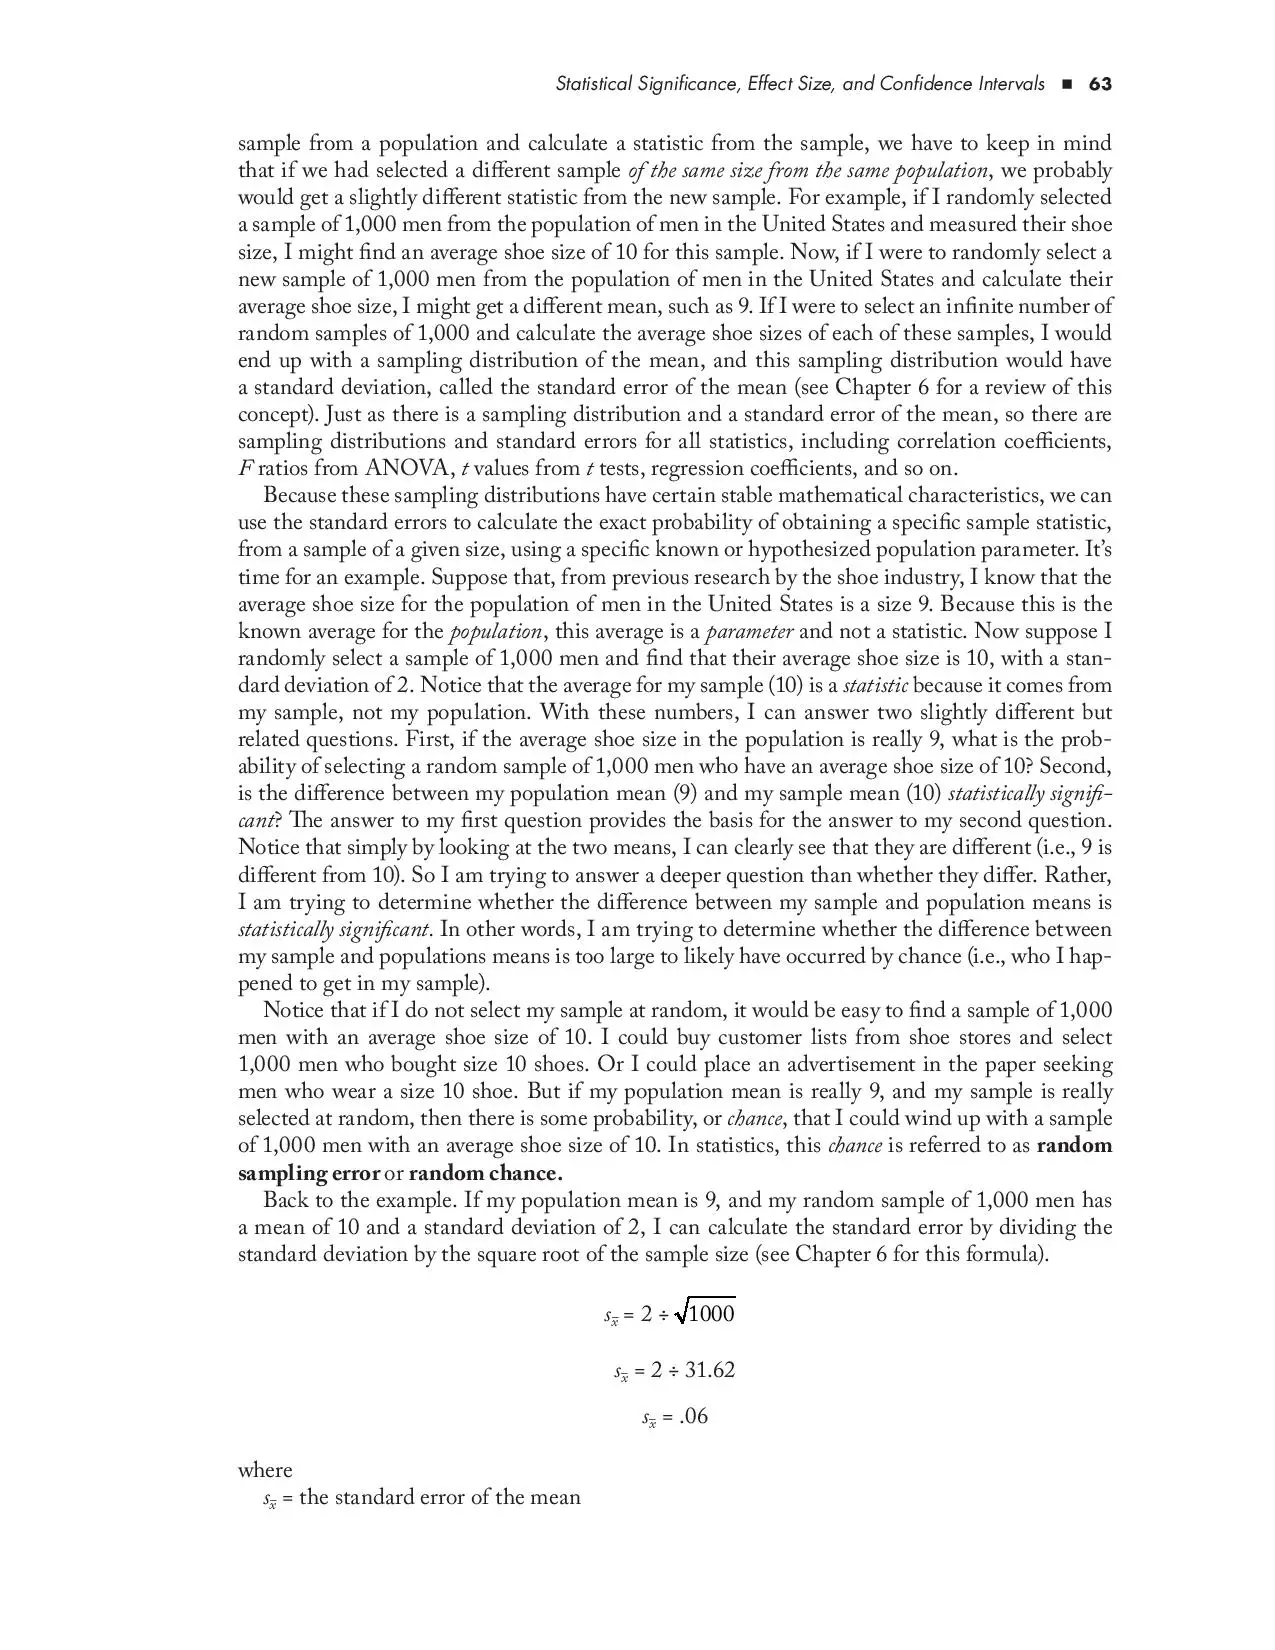 Statistical Significance, Effect Size, and Confidence Intervals ■ 63
sample from a population and calculate a statistic from the sample, we have to keep in mind
that if we had selected a different sample of the same size from the same population, we probably
would get a slightly different statistic from the new sample. For example, if I randomly selected
a sample of 1,000 men from the population of men in the United States and measured their shoe
size, I might find an average shoe size of 10 for this sample. Now, if I were to randomly select a
new sample of 1,000 men from the population of men in the United States and calculate their
average shoe size, I might get a different mean, such as 9. If I were to select an infinite number of
random samples of 1,000 and calculate the average shoe sizes of each of these samples, I would
end up with a sampling distribution of the mean, and this sampling distribution would have
a standard deviation, called the standard error of the mean (see Chapter 6 for a review of this
concept). Just as there is a sampling distribution and a standard error of the mean, so there are
sampling distributions and standard errors for all statistics, including correlation coefficients,
F ratios from ANOVA, t values from t tests, regression coefficients, and so on.
Because these sampling distributions have certain stable mathematical characteristics, we can
use the standard errors to calculate the exact probability of obtaining a specific sample statistic,
from a sample of a given size, using a specific known or hypothesized population parameter. It’s
time for an example. Suppose that, from previous research by the shoe industry, I know that the
average shoe size for the population of men in the United States is a size 9. Because this is the
known average for the population, this average is a parameter and not a statistic. Now suppose I
randomly select a sample of 1,000 men and find that their average shoe size is 10, with a stan-
dard deviation of 2. Notice that the average for my sample (10) is a statistic because it comes from
my sample, not my population. With these numbers, I can answer two slightly different but
related questions. First, if the average shoe size in the population is really 9, what is the prob-
ability of selecting a random sample of 1,000 men who have an average shoe size of 10? Second,
is the difference between my population mean (9) and my sample mean (10) statistically signifi-
cant? The answer to my first question provides the basis for the answer to my second question.
Notice that simply by looking at the two means, I can clearly see that they are different (i.e., 9 is
different from 10). So I am trying to answer a deeper question than whether they differ. Rather,
I am trying to determine whether the difference between my sample and population means is
statistically significant. In other words, I am trying to determine whether the difference between
my sample and populations means is too large to likely have occurred by chance (i.e., who I hap-
pened to get in my sample).
Notice that if I do not select my sample at random, it would be easy to find a sample of 1,000
men with an average shoe size of 10. I could buy customer lists from shoe stores and select
1,000 men who bought size 10 shoes. Or I could place an advertisement in the paper seeking
men who wear a size 10 shoe. But if my population mean is really 9, and my sample is really
selected at random, then there is some probability, or chance, that I could wind up with a sample
of 1,000 men with an average shoe size of 10. In statistics, this chance is referred to as random
sampling error or random chance.
Back to the example. If my population mean is 9, and my random sample of 1,000 men has
a mean of 10 and a standard deviation of 2, I can calculate the standard error by dividing the
standard deviation by the square root of the sample size (see Chapter 6 for this formula).
s_x̄ = 2 ÷ √1000
s_x̄ = 2 ÷ 31.62
s_x̄ = .06
where
s_x̄ = the standard error of the mean